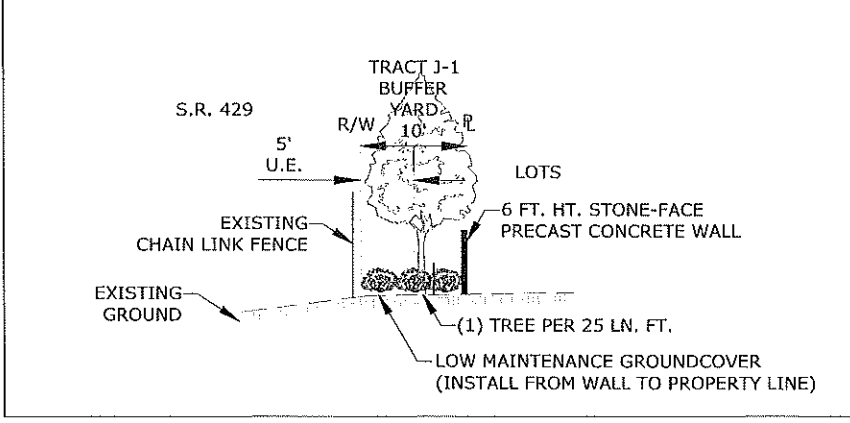 TRACT J-1
BUFFER
YARD
10'
S.R. 429
R/W
PL
5'
U.E.
LOTS
EXISTING
CHAIN LINK FENCE
6 FT. HT. STONE-FACE
PRECAST CONCRETE WALL
EXISTING
GROUND
(1) TREE PER 25 LN. FT.
LOW MAINTENANCE GROUNDCOVER
(INSTALL FROM WALL TO PROPERTY LINE)